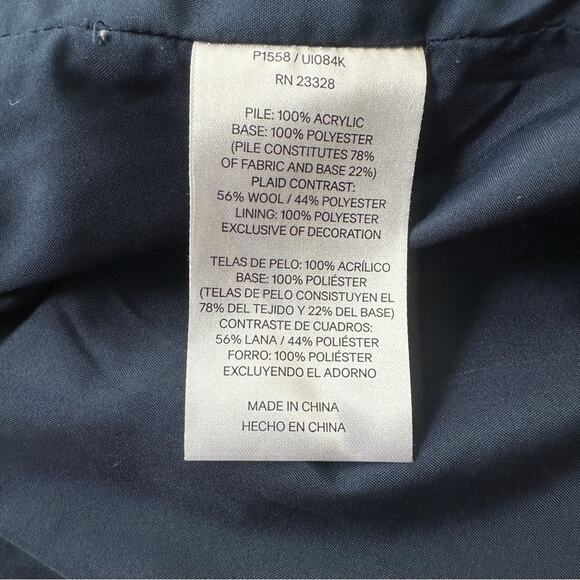 P1558 / UI084K
RN 23328
PILE: 100% ACRYLIC
BASE: 100% POLYESTER
(PILE CONSTITUTES 78%
OF FABRIC AND BASE 22%)
PLAID CONTRAST:
56% WOOL / 44% POLYESTER
LINING: 100% POLYESTER
EXCLUSIVE OF DECORATION
TELAS DE PELO: 100% ACRÍLICO
BASE: 100% POLIÉSTER
(TELAS DE PELO CONSISTUYEN EL
78% DEL TEJIDO Y 22% DEL BASE)
CONTRASTE DE CUADROS:
56% LANA / 44% POLIÉSTER
FORRO: 100% POLIÉSTER
EXCLUYENDO EL ADORNO
MADE IN CHINA
HECHO EN CHINA